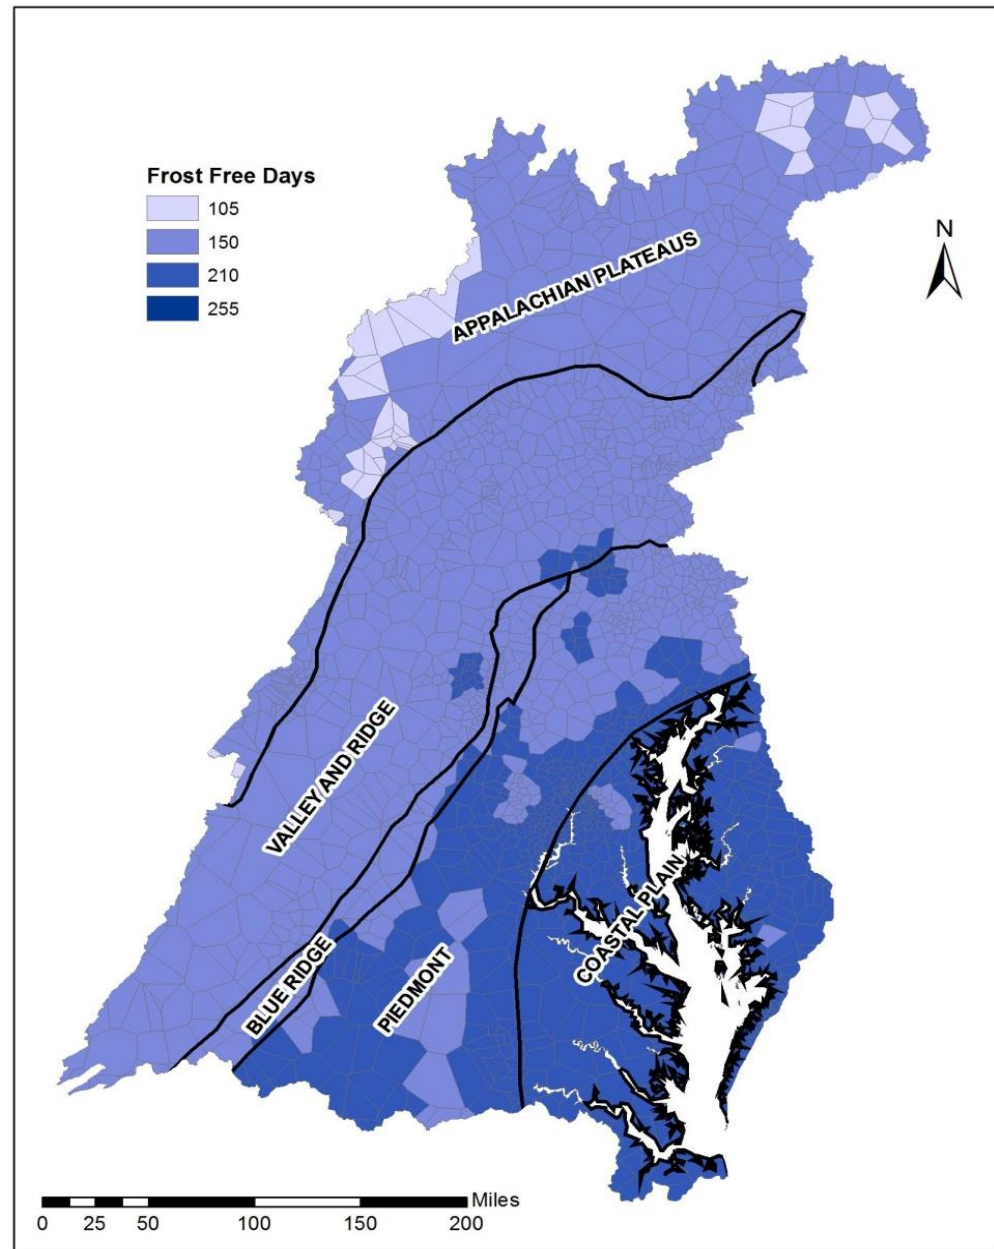 Frost Free Days
105
150
210
255
N
APPALACHIAN PLATEAUS
VALLEY AND RIDGE
BLUE RIDGE
PIEDMONT
COASTAL PLAIN
Miles
0 25 50 100 150 200